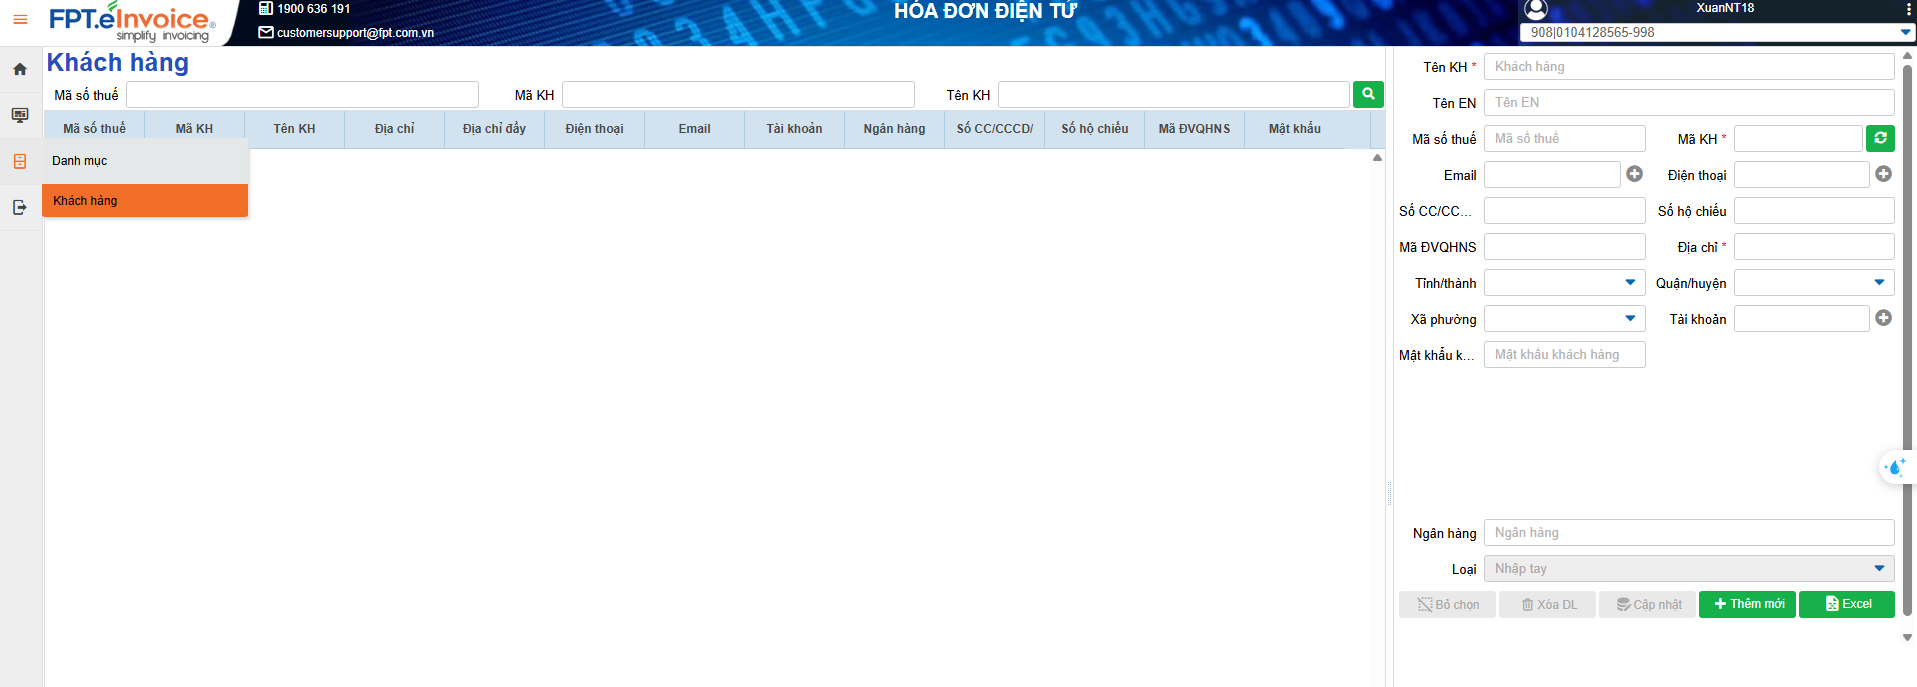 FPT.eInvoice®
simplify invoicing
1900 636 191
customersupport@fpt.com.vn
HÓA ĐƠN ĐIỆN TỬ
XuanNT18
908|0104128565-998
Khách hàng
Mã số thuế
Mã KH
Tên KH
Mã số thuế Mã KH Tên KH Địa chỉ Địa chỉ đầy Điện thoại Email Tài khoản Ngân hàng Số CC/CCCD/ Số hộ chiếu Mã ĐVQHNS Mật khẩu
Danh mục
Khách hàng
Tên KH * Khách hàng
Tên EN Tên EN
Mã số thuế Mã số thuế Mã KH *
Email Điện thoại
Số CC/CC... Số hộ chiếu
Mã ĐVQHNS Địa chỉ *
Tỉnh/thành Quận/huyện
Xã phường Tài khoản
Mật khẩu k... Mật khẩu khách hàng
Ngân hàng Ngân hàng
Loại Nhập tay
Bỏ chọn Xóa DL Cập nhật Thêm mới Excel